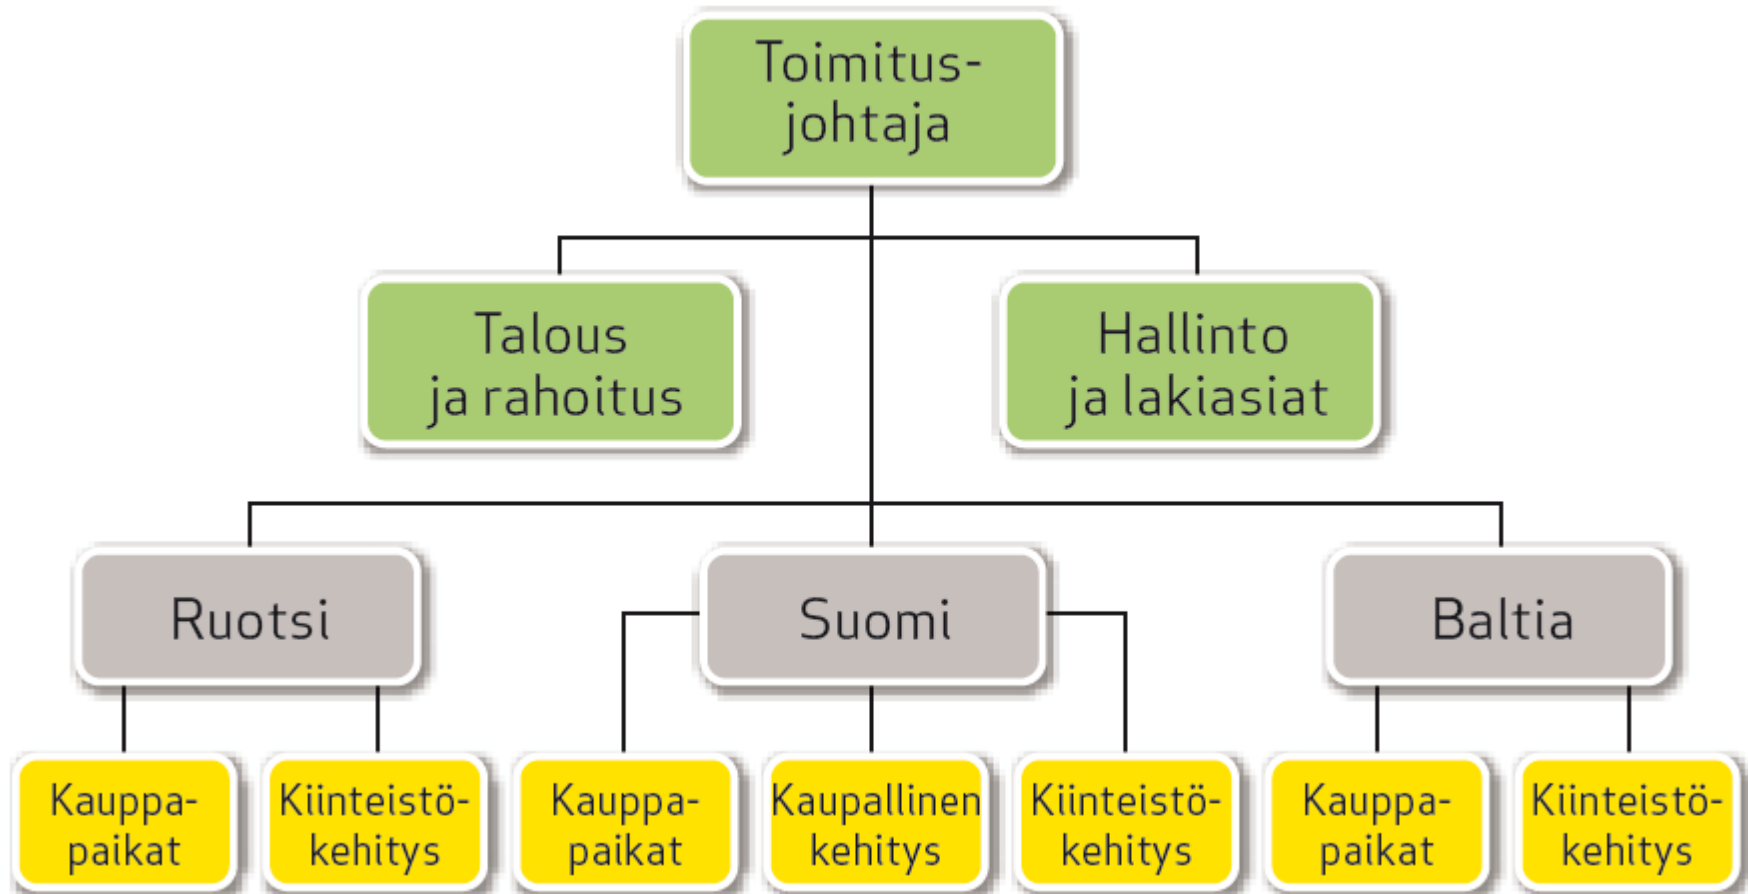 Toimitus-
johtaja
Talous
ja rahoitus
Hallinto
ja lakiasiat
Ruotsi
Suomi
Baltia
Kauppa-
paikat
Kiinteistö-
kehitys
Kauppa-
paikat
Kaupallinen
kehitys
Kiinteistö-
kehitys
Kauppa-
paikat
Kiinteistö-
kehitys